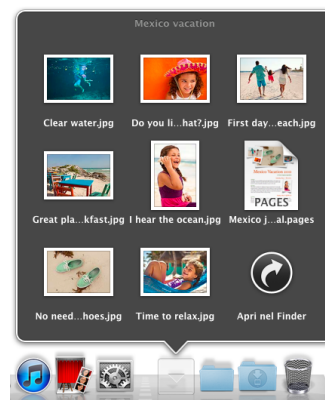 Mexico vacation
Clear water.jpg
Do you li...hat?.jpg
First day...each.jpg
Great pla...kfast.jpg
I hear the ocean.jpg
Mexico j...al.pages
PAGES
No need...hoes.jpg
Time to relax.jpg
Apri nel Finder